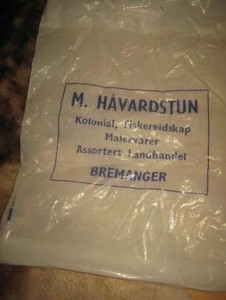 M. HÅVARDSTUN
Kolonial, fiskereidskap
Malervarer
Assortert Landhandel
BREMANGER